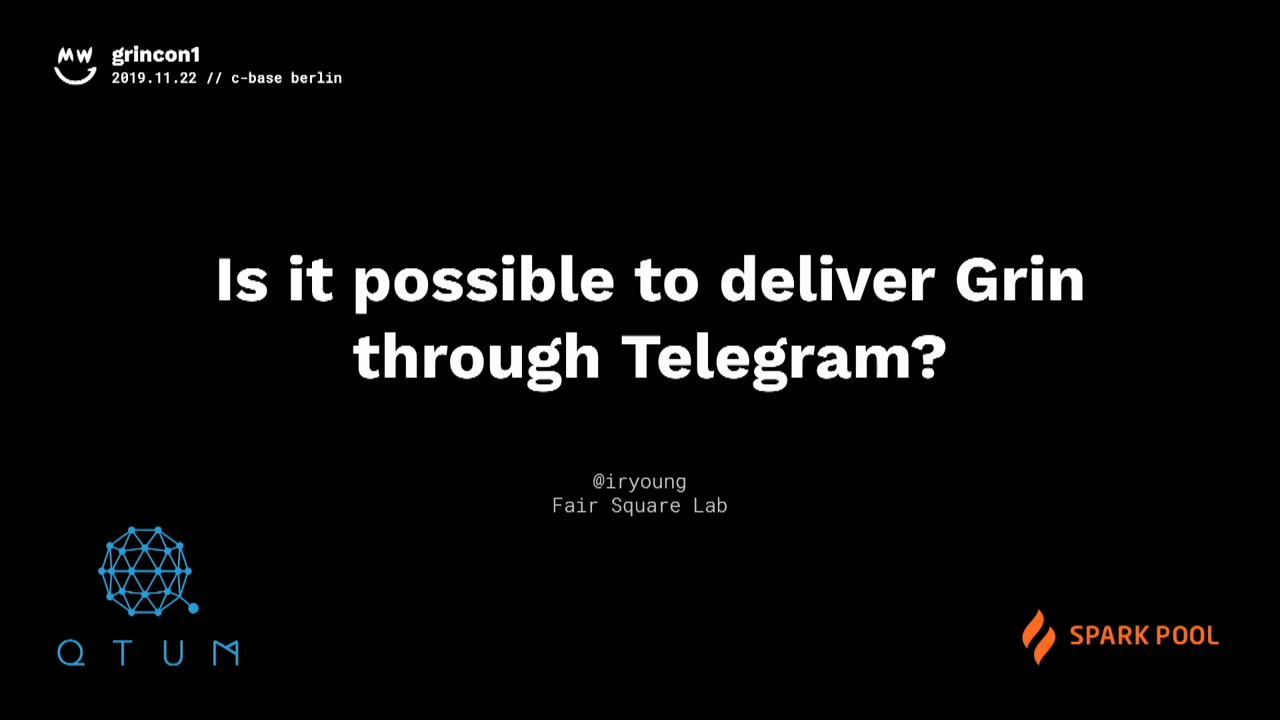 MW
grincon1
2019.11.22 // c-base berlin
Is it possible to deliver Grin
through Telegram?
@iryoung
Fair Square Lab
QTUM
SPARK POOL